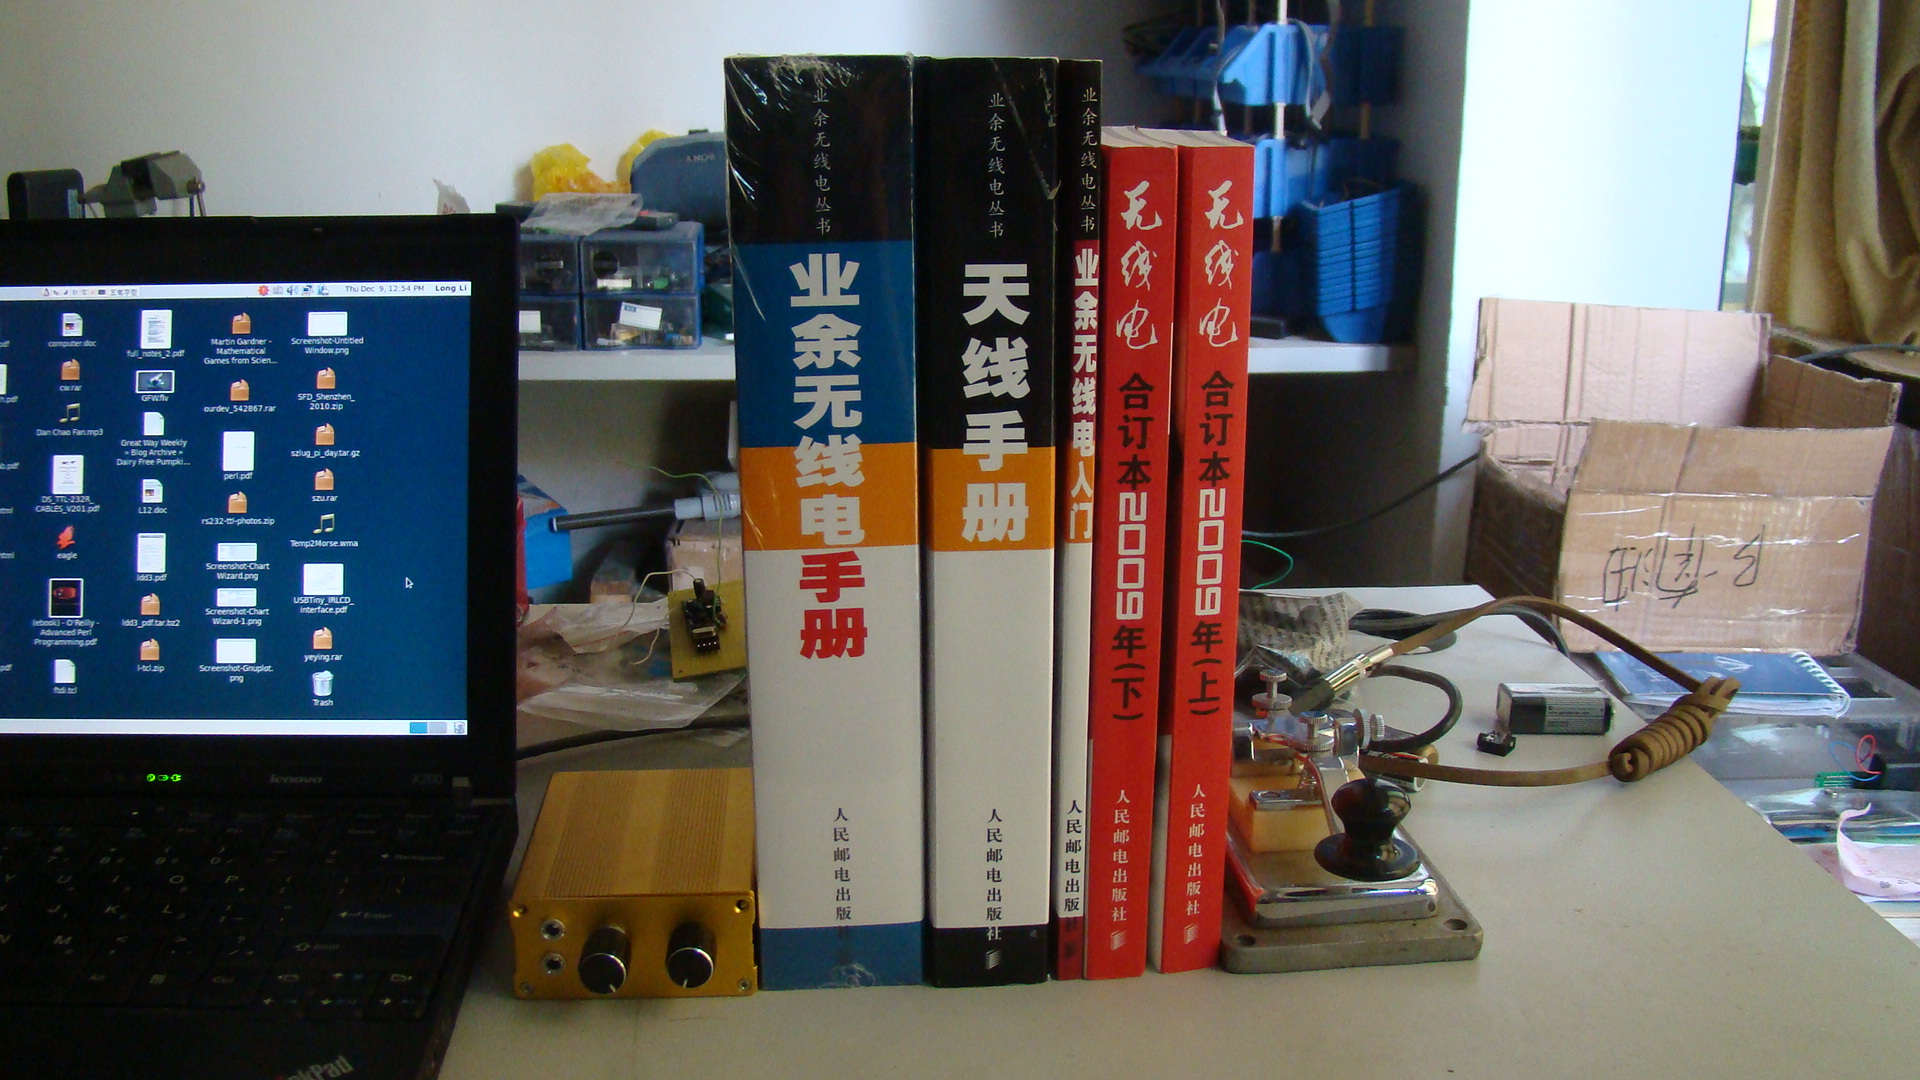 Thu Dec 9, 12:54 PM Long Li
computer.doc
cw.rar
Dan Chao Fan.mp3
DS_TTL-232R_
CABLES_V201.pdf
eagle
(ebook) - O'Reilly -
Advanced Perl
Programming.pdf
ftdi.tcl
full_notes_2.pdf
GFW.flv
Great Way Weekly
» Blog Archive »
Dairy Free Pumpki...
L12.doc
ldd3.pdf
ldd3_pdf.tar.bz2
l-tcl.zip
Martin Gardner -
Mathematical
Games from Scien...
ourdev_542867.rar
perl.pdf
rs232-ttl-photos.zip
Screenshot-Chart
Wizard.png
Screenshot-Chart
Wizard-1.png
Screenshot-Gnuplot.
png
Screenshot-Untitled
Window.png
SFD_Shenzhen_
2010.zip
szlug_pi_day.tar.gz
szu.rar
Temp2Morse.wma
USBTiny_IRLCD_
interface.pdf
yeying.rar
Trash
lenovo
X200
Backspace
Enter
SONY
业余无线电丛书
业余无线电手册
人民邮电出版
业余无线电丛书
天线手册
人民邮电出版社
业余无线电丛书
业余无线电入门
人民邮电出版社
无线电
合订本2009年(下)
人民邮电出版社
无线电
合订本2009年(上)
人民邮电出版社